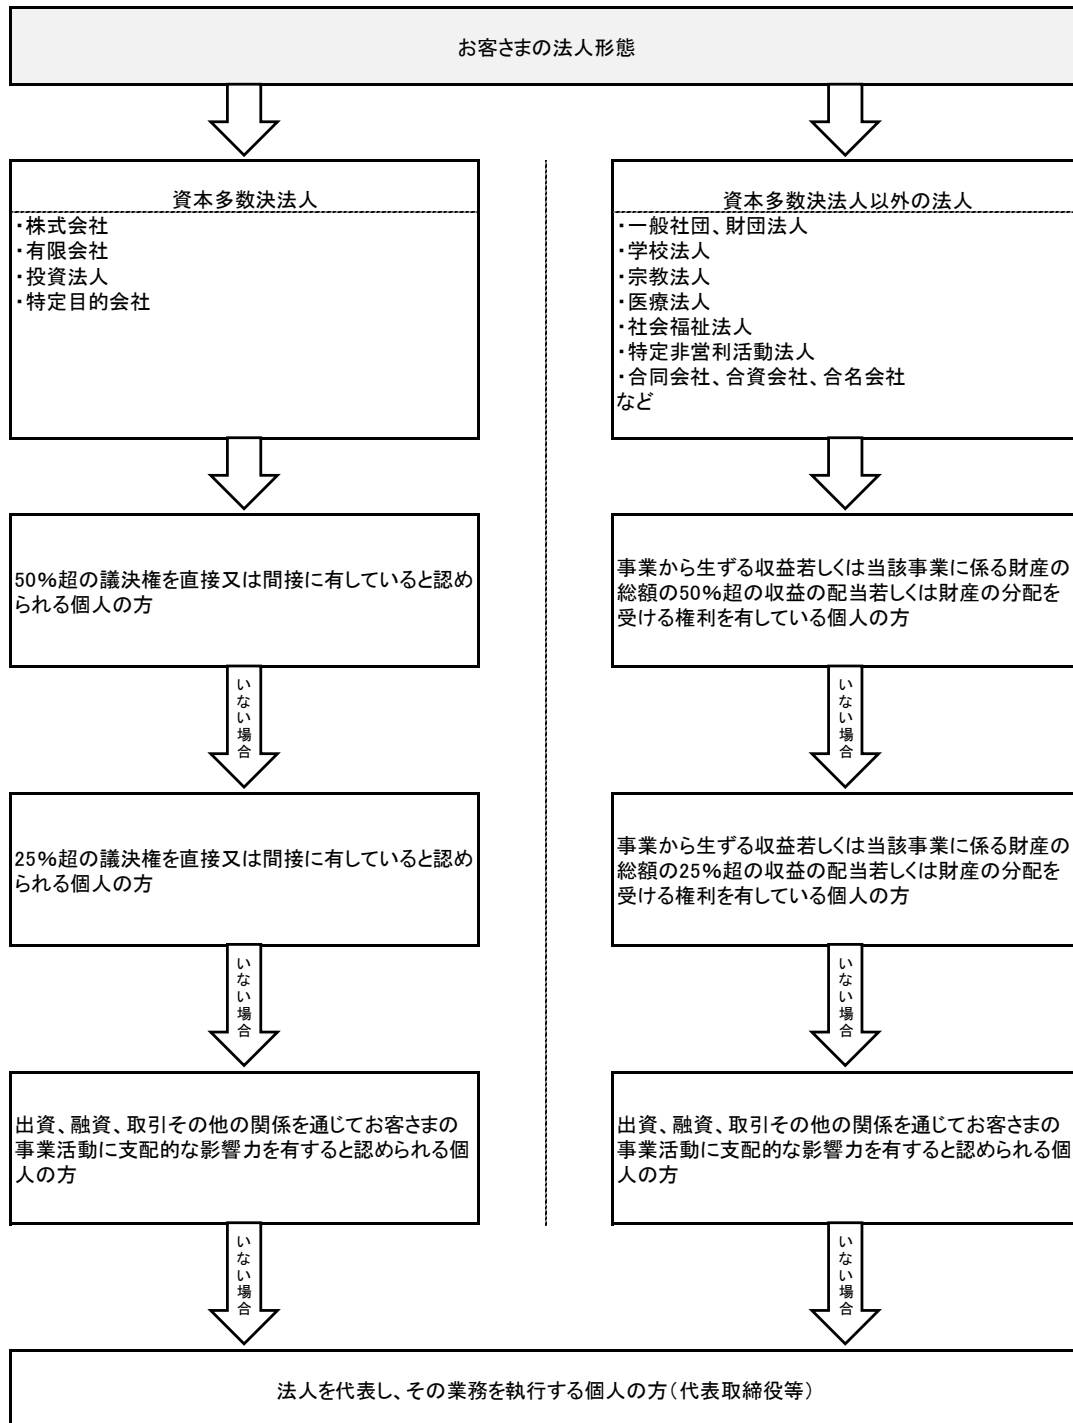 お客さまの法人形態
資本多数決法人
・株式会社
・有限会社
・投資法人
・特定目的会社
資本多数決法人以外の法人
・一般社団、財団法人
・学校法人
・宗教法人
・医療法人
・社会福祉法人
・特定非営利活動法人
・合同会社、合資会社、合名会社
など
50%超の議決権を直接又は間接に有していると認め
られる個人の方
事業から生ずる収益若しくは当該事業に係る財産の
総額の50%超の収益の配当若しくは財産の分配を
受ける権利を有している個人の方
いない場合
いない場合
25%超の議決権を直接又は間接に有していると認め
られる個人の方
事業から生ずる収益若しくは当該事業に係る財産の
総額の25%超の収益の配当若しくは財産の分配を
受ける権利を有している個人の方
いない場合
いない場合
出資、融資、取引その他の関係を通じてお客さまの
事業活動に支配的な影響力を有すると認められる個
人の方
出資、融資、取引その他の関係を通じてお客さまの
事業活動に支配的な影響力を有すると認められる個
人の方
いない場合
いない場合
法人を代表し、その業務を執行する個人の方（代表取締役等）